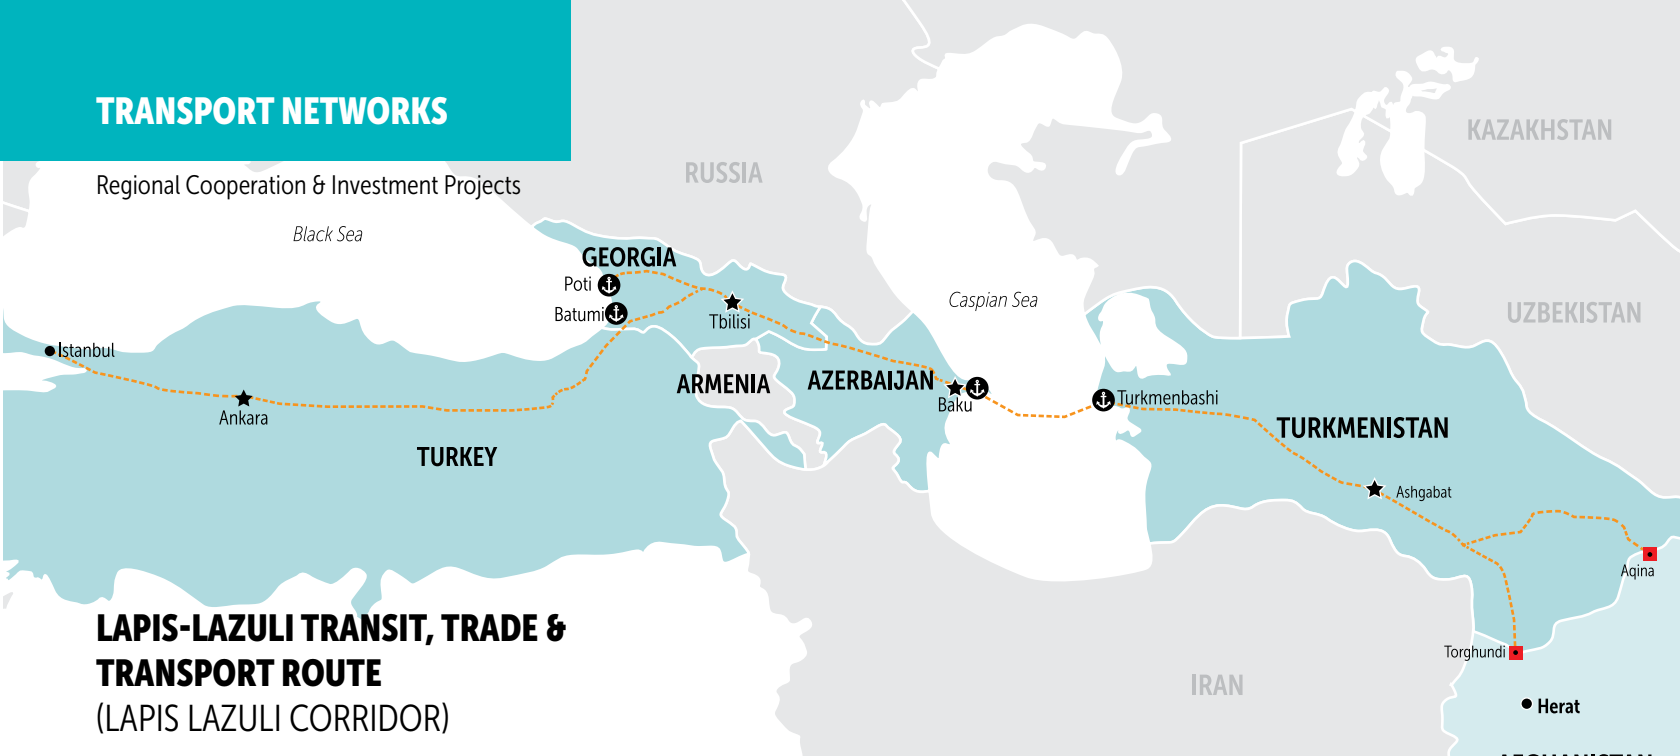 TRANSPORT NETWORKS
Regional Cooperation & Investment Projects
Black Sea
RUSSIA
KAZAKHSTAN
GEORGIA
Poti
Batumi
Tbilisi
Caspian Sea
UZBEKISTAN
Istanbul
Ankara
ARMENIA
AZERBAIJAN
Baku
Turkmenbashi
TURKMENISTAN
TURKEY
Ashgabat
Aqina
LAPIS-LAZULI TRANSIT, TRADE &
TRANSPORT ROUTE
(LAPIS LAZULI CORRIDOR)
Torghundi
IRAN
Herat
AFGHANISTAN